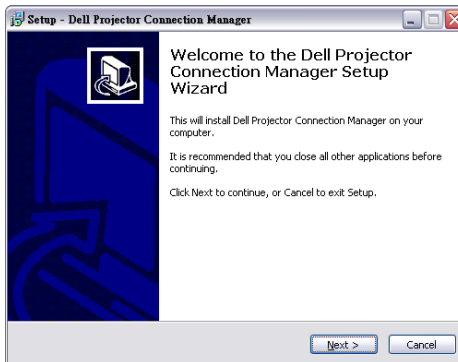 Setup - Dell Projector Connection Manager
Welcome to the Dell Projector
Connection Manager Setup
Wizard
This will install Dell Projector Connection Manager on your
computer.
It is recommended that you close all other applications before
continuing.
Click Next to continue, or Cancel to exit Setup.
Next >
Cancel